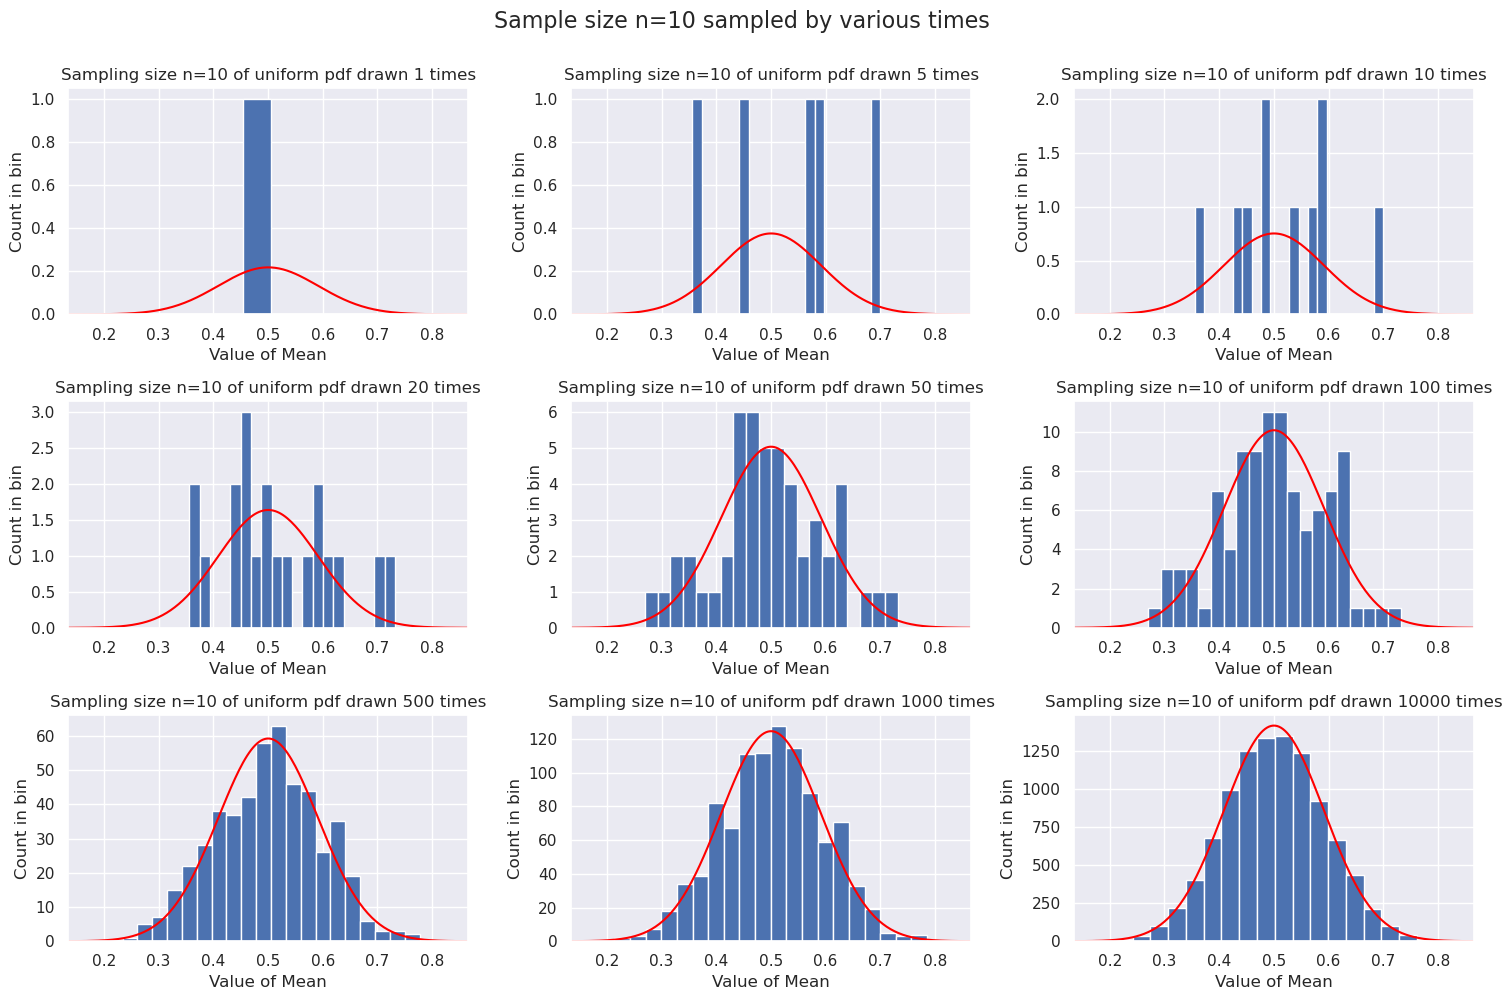 Sample size n=10 sampled by various times
Sampling size n=10 of uniform pdf drawn 1 times
Count in bin
1.0
0.8
0.6
0.4
0.2
0.0
0.2 0.3 0.4 0.5 0.6 0.7 0.8
Value of Mean
Sampling size n=10 of uniform pdf drawn 5 times
Count in bin
1.0
0.8
0.6
0.4
0.2
0.0
0.2 0.3 0.4 0.5 0.6 0.7 0.8
Value of Mean
Sampling size n=10 of uniform pdf drawn 10 times
Count in bin
2.0
1.5
1.0
0.5
0.0
0.2 0.3 0.4 0.5 0.6 0.7 0.8
Value of Mean
Sampling size n=10 of uniform pdf drawn 20 times
Count in bin
3.0
2.5
2.0
1.5
1.0
0.5
0.0
0.2 0.3 0.4 0.5 0.6 0.7 0.8
Value of Mean
Sampling size n=10 of uniform pdf drawn 50 times
Count in bin
6
5
4
3
2
1
0
0.2 0.3 0.4 0.5 0.6 0.7 0.8
Value of Mean
Sampling size n=10 of uniform pdf drawn 100 times
Count in bin
10
8
6
4
2
0
0.2 0.3 0.4 0.5 0.6 0.7 0.8
Value of Mean
Sampling size n=10 of uniform pdf drawn 500 times
Count in bin
60
50
40
30
20
10
0
0.2 0.3 0.4 0.5 0.6 0.7 0.8
Value of Mean
Sampling size n=10 of uniform pdf drawn 1000 times
Count in bin
120
100
80
60
40
20
0
0.2 0.3 0.4 0.5 0.6 0.7 0.8
Value of Mean
Sampling size n=10 of uniform pdf drawn 10000 times
Count in bin
1250
1000
750
500
250
0
0.2 0.3 0.4 0.5 0.6 0.7 0.8
Value of Mean